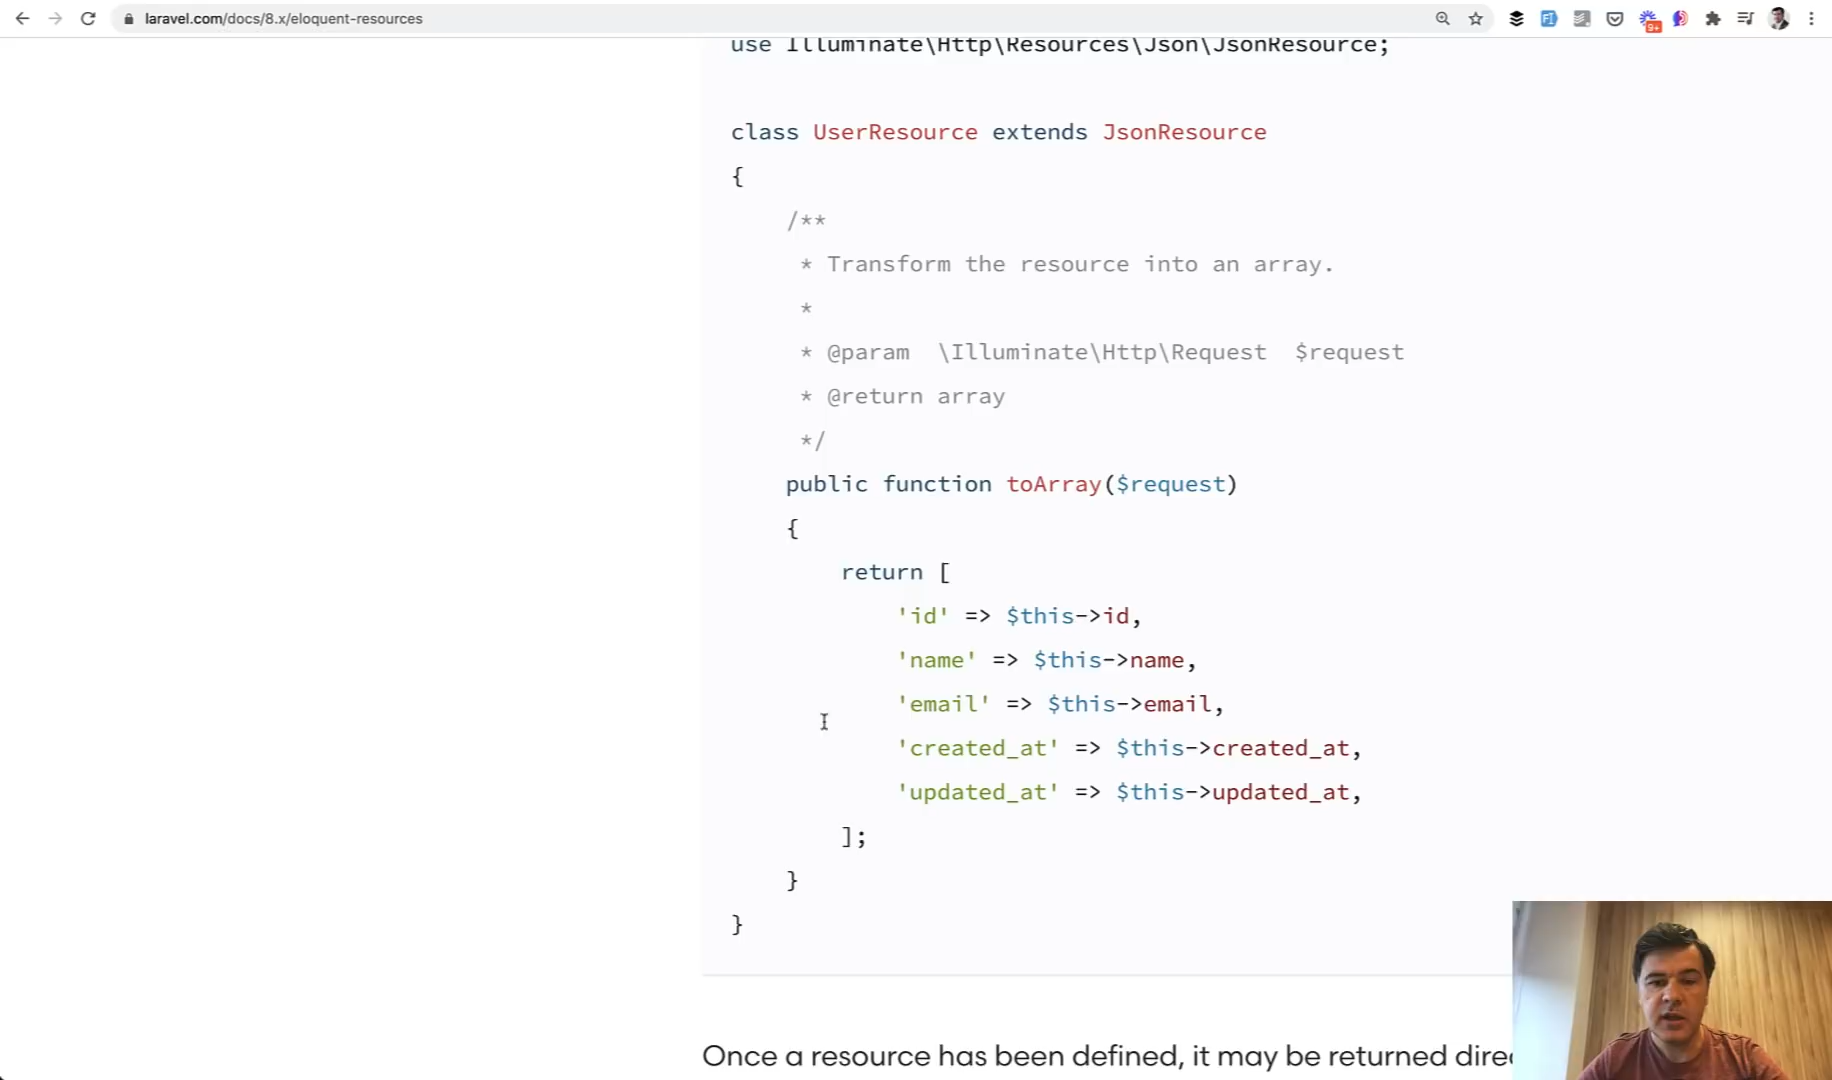 laravel.com/docs/8.x/eloquent-resources
9+
use Illuminate\Http\Resources\Json\JsonResource;
class UserResource extends JsonResource
{
/**
* Transform the resource into an array.
*
* @param  \Illuminate\Http\Request  $request
* @return array
*/
public function toArray($request)
{
return [
'id' => $this->id,
'name' => $this->name,
'email' => $this->email,
'created_at' => $this->created_at,
'updated_at' => $this->updated_at,
];
}
}
Once a resource has been defined, it may be returned